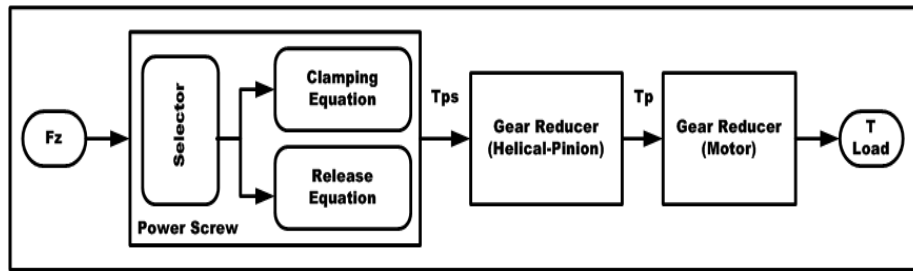 Fz
Selector
Clamping
Equation
Release
Equation
Power Screw
Tps
Gear Reducer
(Helical-Pinion)
Tp
Gear Reducer
(Motor)
T
Load